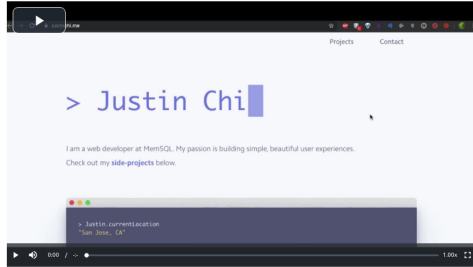 Projects Contact
> Justin Chi
I am a web developer at MemSQL. My passion is building simple, beautiful user experiences.
Check out my side-projects below.
> Justin.currentLocation
"San Jose, CA"
0:00 / -:- 1.00x